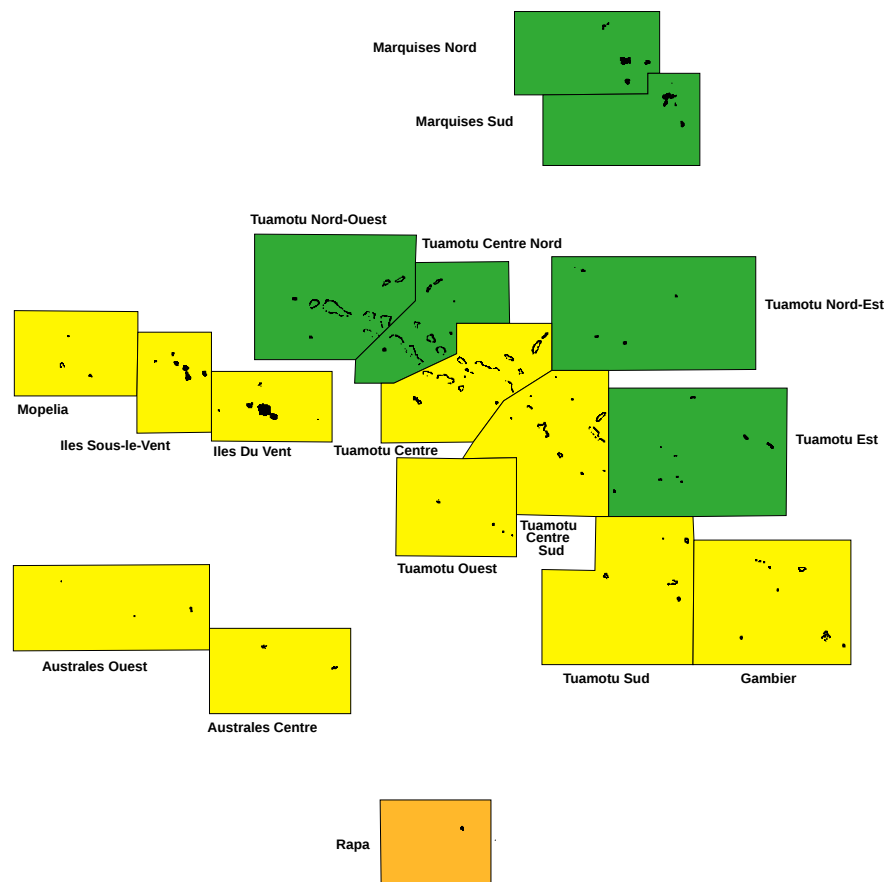 Marquises Nord
Marquises Sud
Tuamotu Nord-Ouest
Tuamotu Centre Nord
Tuamotu Nord-Est
Mopelia
Iles Sous-le-Vent
Iles Du Vent
Tuamotu Centre
Tuamotu Est
Tuamotu
Centre
Sud
Tuamotu Ouest
Australes Ouest
Tuamotu Sud
Gambier
Australes Centre
Rapa